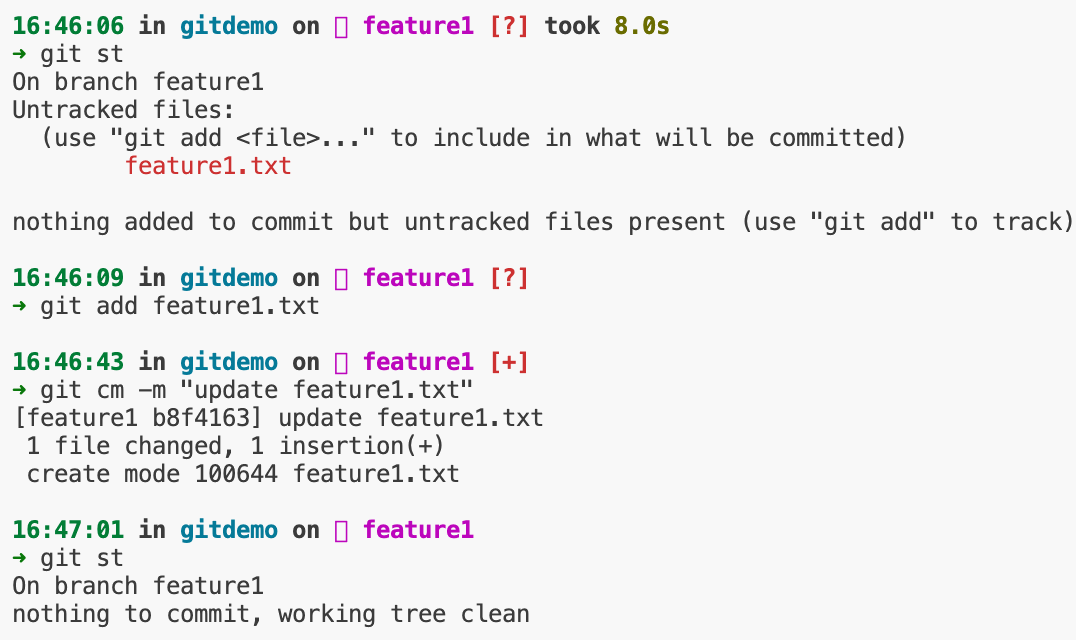 16:46:06 in gitdemo on feature1 [?] took 8.0s
➜ git st
On branch feature1
Untracked files:
  (use "git add <file>..." to include in what will be committed)
        feature1.txt

nothing added to commit but untracked files present (use "git add" to track)

16:46:09 in gitdemo on feature1 [?]
➜ git add feature1.txt

16:46:43 in gitdemo on feature1 [+]
➜ git cm -m "update feature1.txt"
[feature1 b8f4163] update feature1.txt
 1 file changed, 1 insertion(+)
 create mode 100644 feature1.txt

16:47:01 in gitdemo on feature1
➜ git st
On branch feature1
nothing to commit, working tree clean